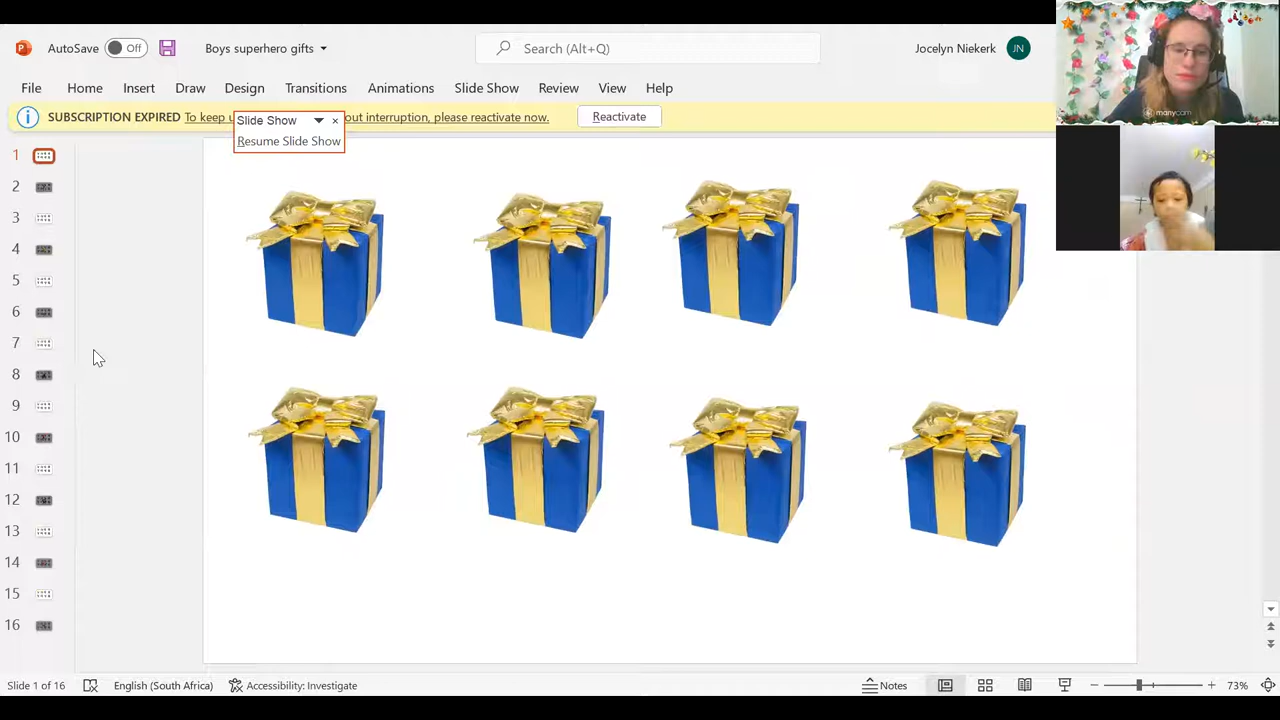 AutoSave Off Boys superhero gifts Search (Alt+Q) Jocelyn Niekerk JN
File Home Insert Draw Design Transitions Animations Slide Show Review View Help
SUBSCRIPTION EXPIRED To keep u out interruption, please reactivate now. Reactivate
Slide Show
Resume Slide Show
manycam
1
2
3
4
5
6
7
8
9
10
11
12
13
14
15
16
Slide 1 of 16 English (South Africa) Accessibility: Investigate Notes 73%